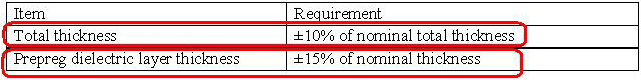 Item Requirement
Total thickness ±10% of nominal total thickness
Prepreg dielectric layer thickness ±15% of nominal thickness